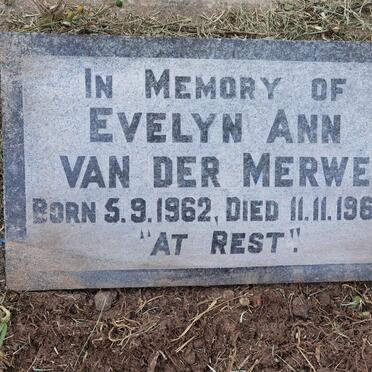 IN MEMORY OF
EVELYN ANN
VAN DER MERWE
BORN 5.9.1962, DIED 11.11.196
"AT REST".